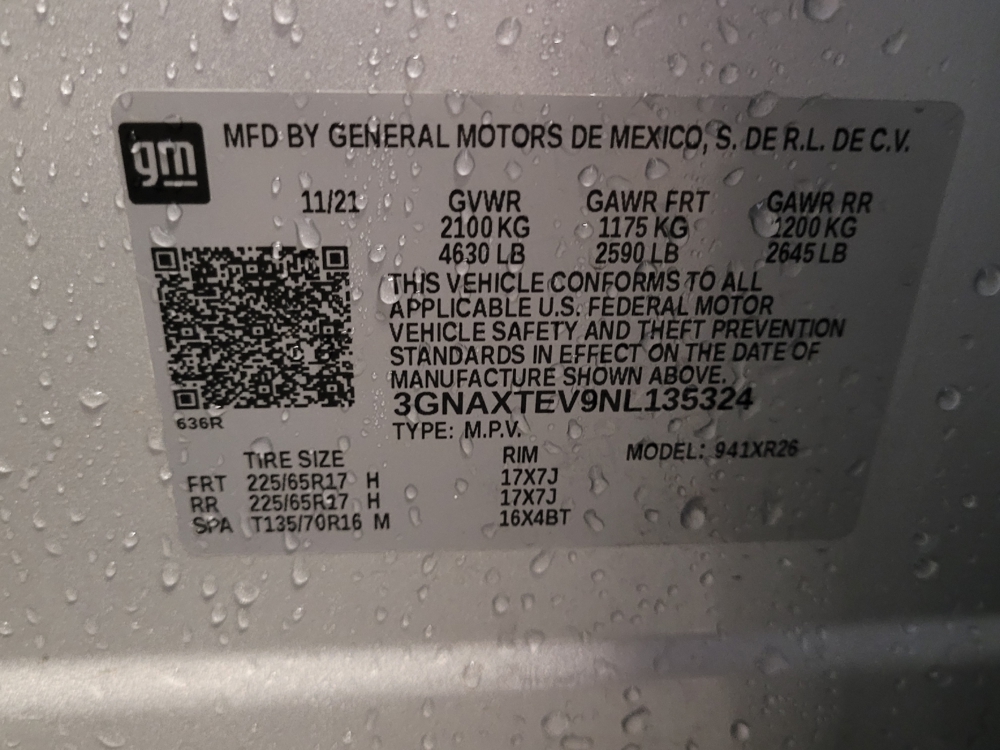 gm
MFD BY GENERAL MOTORS DE MEXICO, S. DE R.L. DE C.V.
11/21 GVWR GAWR FRT GAWR RR
2100 KG 1175 KG 1200 KG
4630 LB 2590 LB 2645 LB
THIS VEHICLE CONFORMS TO ALL
APPLICABLE U.S. FEDERAL MOTOR
VEHICLE SAFETY AND THEFT PREVENTION
STANDARDS IN EFFECT ON THE DATE OF
MANUFACTURE SHOWN ABOVE.
3GNAXTEV9NL135324
636R
TYPE: M.P.V.
MODEL: 941XR26
TIRE SIZE RIM
FRT 225/65R17 H 17X7J
RR 225/65R17 H 17X7J
SPA T135/70R16 M 16X4BT